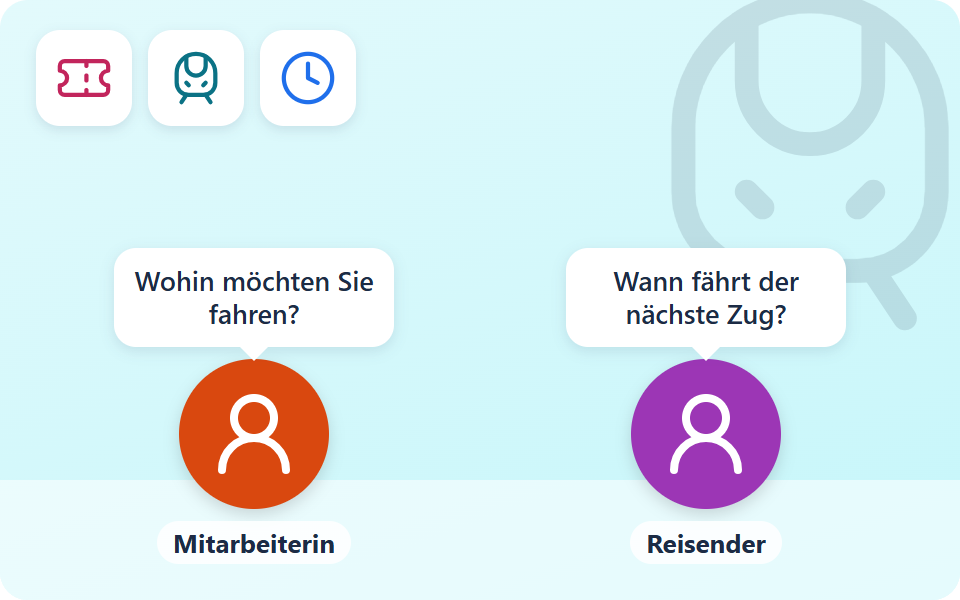 Wohin möchten Sie
fahren?
Wann fährt der
nächste Zug?
Mitarbeiterin
Reisender